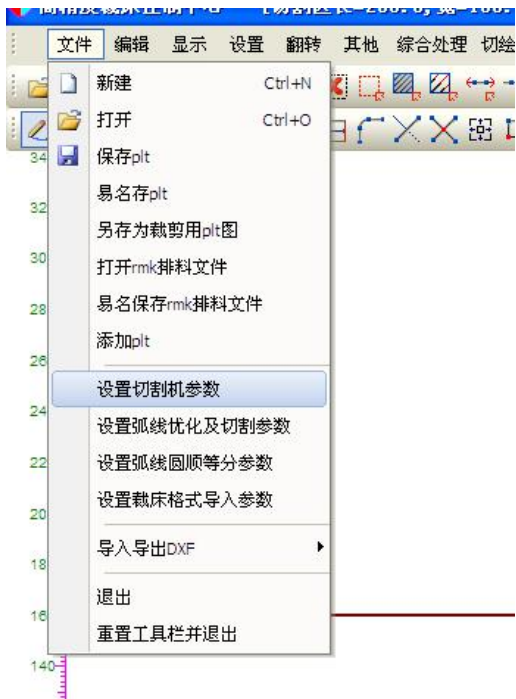 文件 编辑 显示 设置 翻转 其他 综合处理 切绘
新建 Ctrl+N
打开 Ctrl+O
保存plt
易名存plt
另存为裁剪用plt图
打开rmk排料文件
易名保存rmk排料文件
添加plt
设置切割机参数
设置弧线优化及切割参数
设置弧线圆顺等分参数
设置裁床格式导入参数
导入导出DXF
退出
重置工具栏并退出
34
32
30
28
26
24
22
20
18
16
140